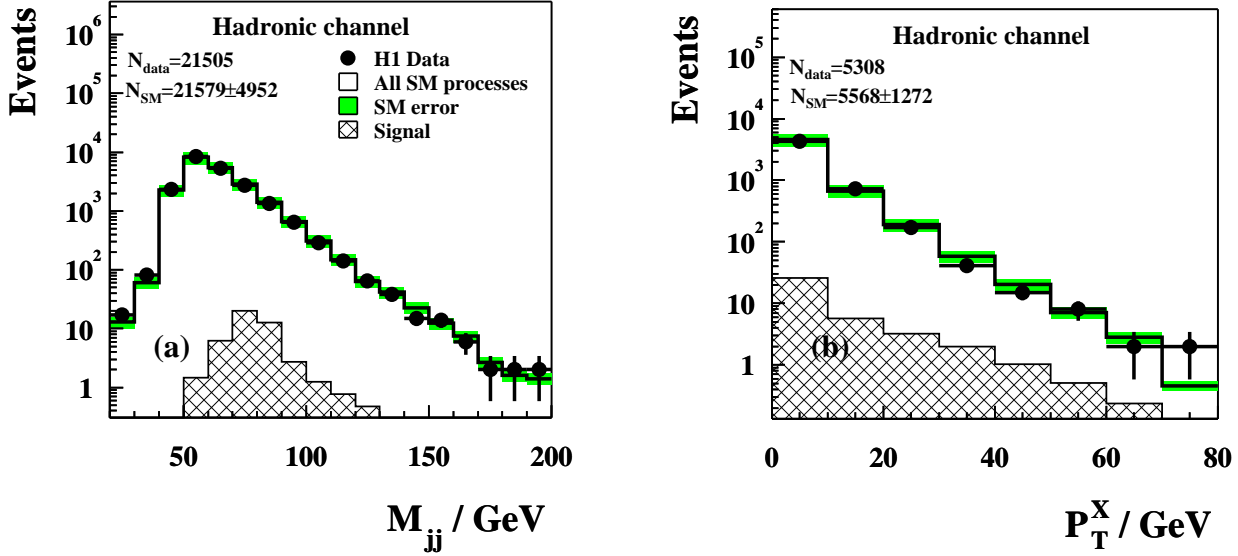 Hadronic channel
N_data=21505
N_SM=21579±4952
H1 Data
All SM processes
SM error
Signal
Events
10^6
10^5
10^4
10^3
10^2
10
1
(a)
50 100 150 200
M_jj / GeV
Hadronic channel
N_data=5308
N_SM=5568±1272
Events
10^5
10^4
10^3
10^2
10
1
(b)
0 20 40 60 80
P_T^X / GeV